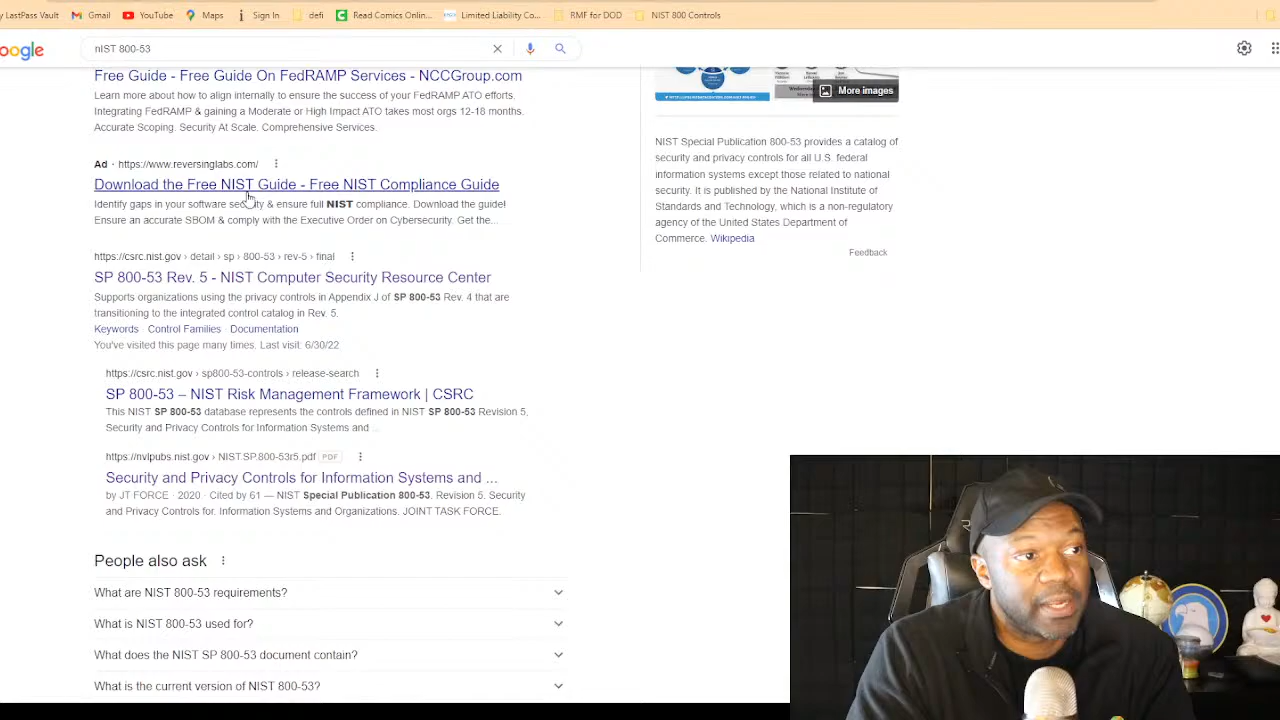 y LastPass Vault
Gmail
YouTube
Maps
Sign In
defi
Read Comics Onlin...
Limited Liability Co...
RMF for DOD
NIST 800 Controls
oogle
nIST 800-53
Free Guide - Free Guide On FedRAMP Services - NCCGroup.com
about how to align internally to ensure the success of your FedRAMP ATO efforts.
Integrating FedRAMP & gaining a Moderate or High Impact ATO takes most orgs 12-18 months.
Accurate Scoping. Security At Scale. Comprehensive Services.
Ad · https://www.reversinglabs.com/
Download the Free NIST Guide - Free NIST Compliance Guide
Identify gaps in your software security & ensure full NIST compliance. Download the guide!
Ensure an accurate SBOM & comply with the Executive Order on Cybersecurity. Get the...
https://csrc.nist.gov › detail › sp › 800-53 › rev-5 › final
SP 800-53 Rev. 5 - NIST Computer Security Resource Center
Supports organizations using the privacy controls in Appendix J of SP 800-53 Rev. 4 that are
transitioning to the integrated control catalog in Rev. 5.
Keywords · Control Families · Documentation
You've visited this page many times. Last visit: 6/30/22
https://csrc.nist.gov › sp800-53-controls › release-search
SP 800-53 – NIST Risk Management Framework | CSRC
This NIST SP 800-53 database represents the controls defined in NIST SP 800-53 Revision 5,
Security and Privacy Controls for Information Systems and ...
https://nvlpubs.nist.gov › NIST.SP.800-53r5.pdf PDF
Security and Privacy Controls for Information Systems and ...
by JT FORCE · 2020 · Cited by 61 — NIST Special Publication 800-53. Revision 5. Security
and Privacy Controls for. Information Systems and Organizations. JOINT TASK FORCE.
People also ask
What are NIST 800-53 requirements?
What is NIST 800-53 used for?
What does the NIST SP 800-53 document contain?
What is the current version of NIST 800-53?
More images
NIST Special Publication 800-53 provides a catalog of
security and privacy controls for all U.S. federal
information systems except those related to national
security. It is published by the National Institute of
Standards and Technology, which is a non-regulatory
agency of the United States Department of
Commerce. Wikipedia
Feedback